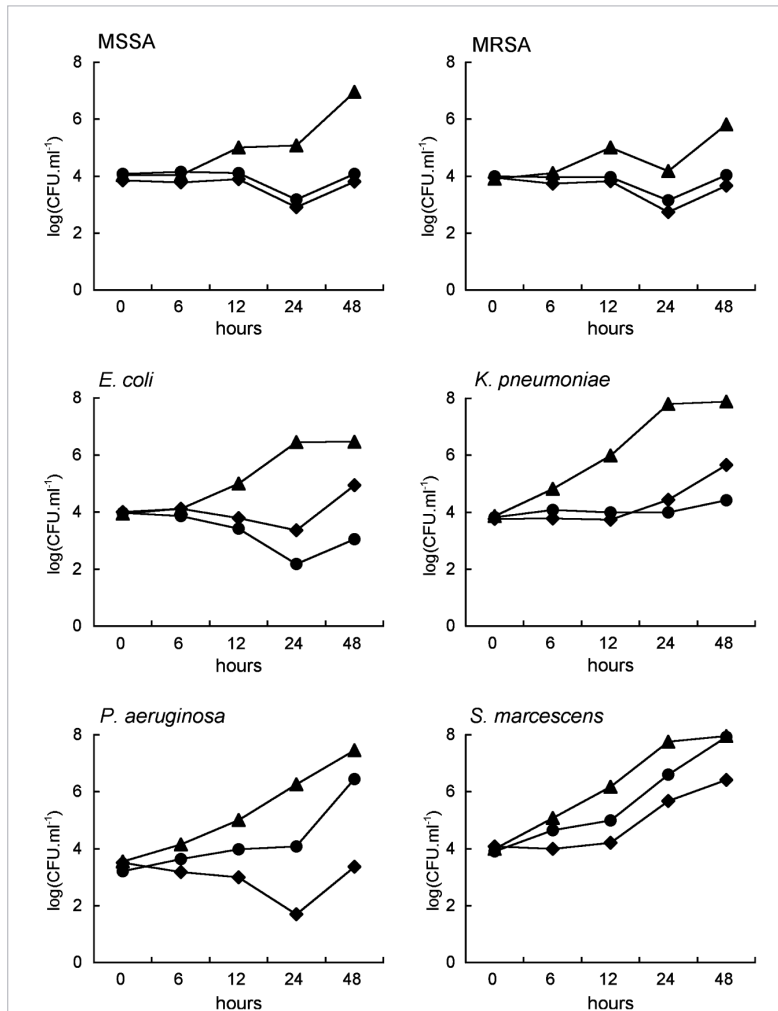 MSSA
8
6
4
2
0
log(CFU.ml-1)
0 6 12 24 48
hours
MRSA
8
6
4
2
0
log(CFU.ml-1)
0 6 12 24 48
hours
E. coli
8
6
4
2
0
log(CFU.ml-1)
0 6 12 24 48
hours
K. pneumoniae
8
6
4
2
0
log(CFU.ml-1)
0 6 12 24 48
hours
P. aeruginosa
8
6
4
2
0
log(CFU.ml-1)
0 6 12 24 48
hours
S. marcescens
8
6
4
2
0
log(CFU.ml-1)
0 6 12 24 48
hours